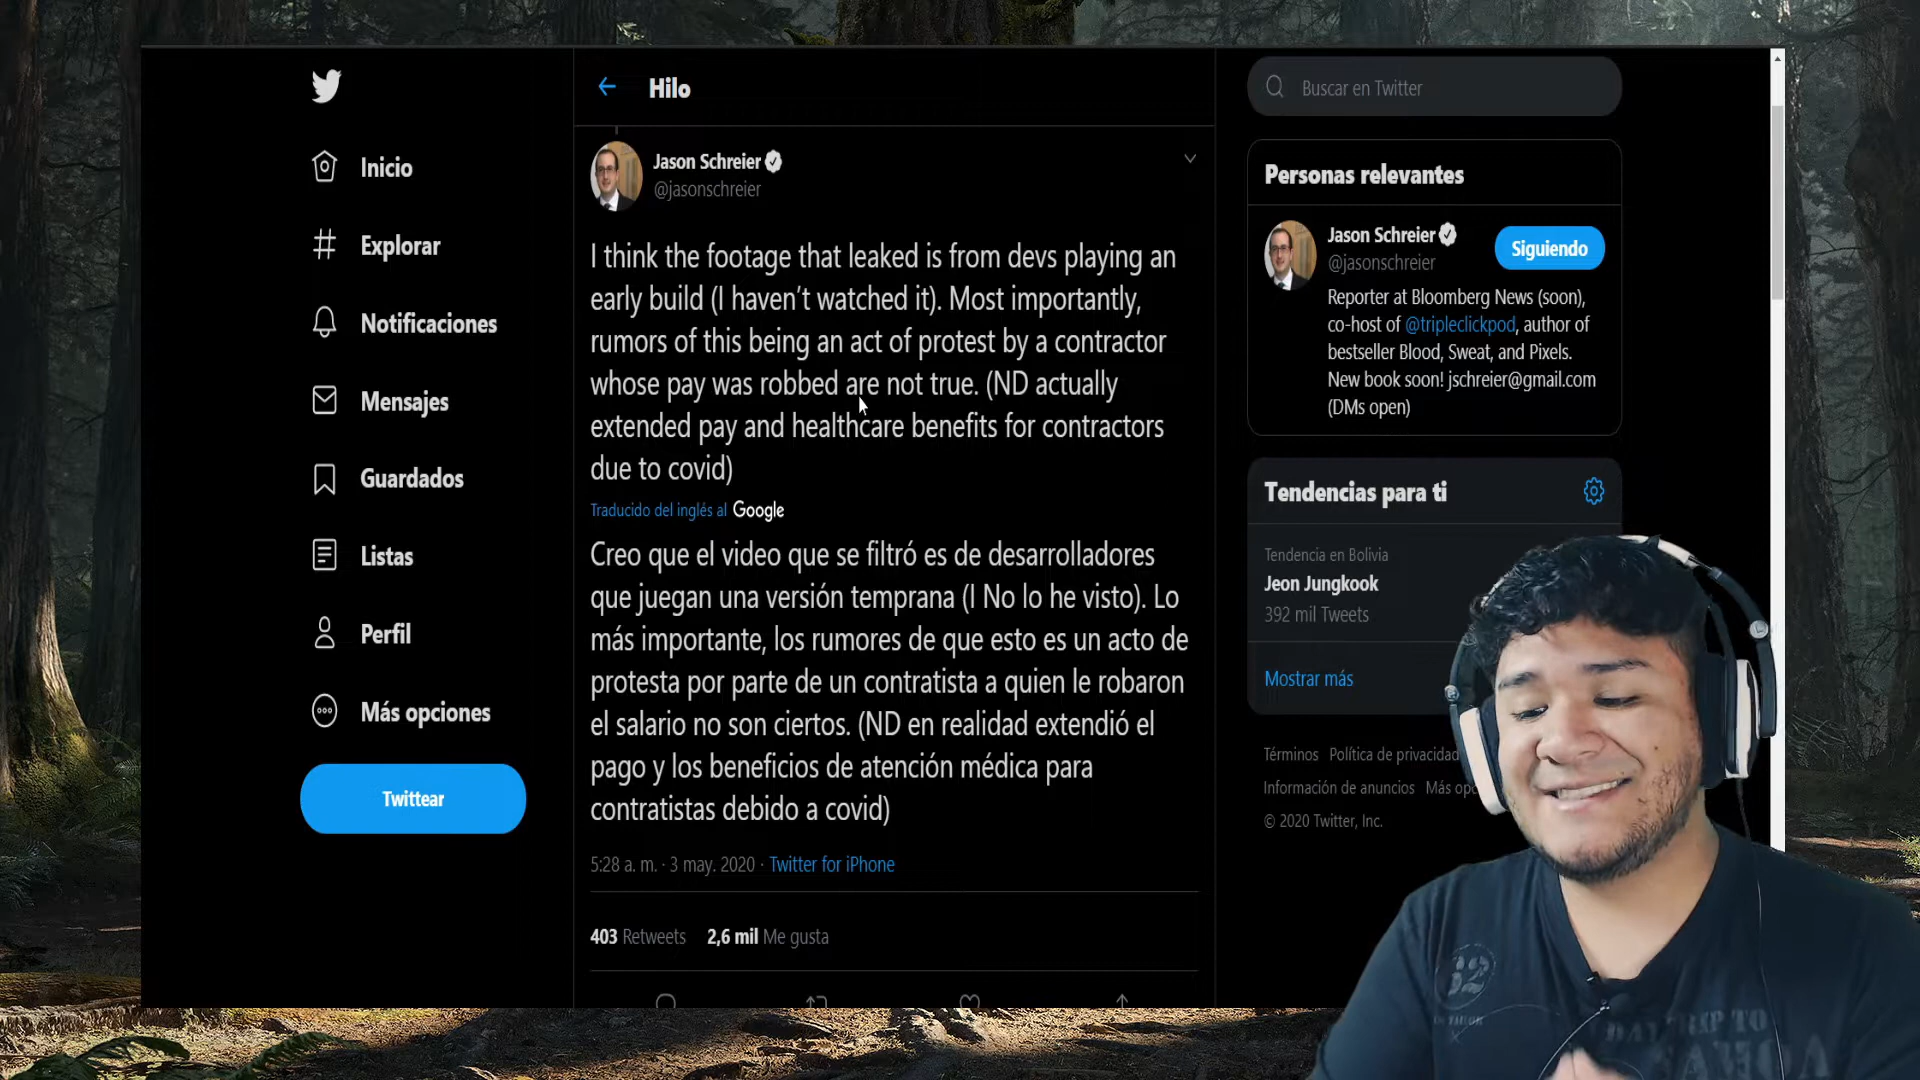 Hilo
Buscar en Twitter
Inicio
Explorar
Notificaciones
Mensajes
Guardados
Listas
Perfil
Más opciones
Twittear
Jason Schreier
@jasonschreier
I think the footage that leaked is from devs playing an
early build (I haven't watched it). Most importantly,
rumors of this being an act of protest by a contractor
whose pay was robbed are not true. (ND actually
extended pay and healthcare benefits for contractors
due to covid)
Traducido del inglés al Google
Creo que el video que se filtró es de desarrolladores
que juegan una versión temprana (I No lo he visto). Lo
más importante, los rumores de que esto es un acto de
protesta por parte de un contratista a quien le robaron
el salario no son ciertos. (ND en realidad extendió el
pago y los beneficios de atención médica para
contratistas debido a covid)
5:28 a. m. · 3 may. 2020 · Twitter for iPhone
403 Retweets 2,6 mil Me gusta
Personas relevantes
Jason Schreier
@jasonschreier
Siguiendo
Reporter at Bloomberg News (soon),
co-host of @tripleclickpod, author of
bestseller Blood, Sweat, and Pixels.
New book soon! jschreier@gmail.com
(DMs open)
Tendencias para ti
Tendencia en Bolivia
Jeon Jungkook
392 mil Tweets
Mostrar más
Términos Política de privacidad
Información de anuncios Más opc
© 2020 Twitter, Inc.
62
DAY TRIP TO